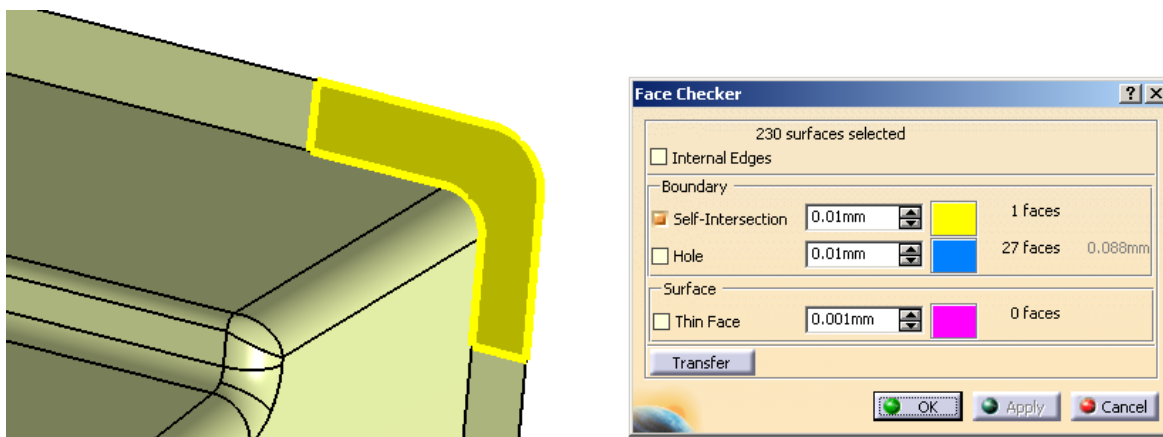 Face Checker
230 surfaces selected
Internal Edges
Boundary
Self-Intersection 0.01mm 1 faces
Hole 0.01mm 27 faces 0.088mm
Surface
Thin Face 0.001mm 0 faces
Transfer
OK Apply Cancel